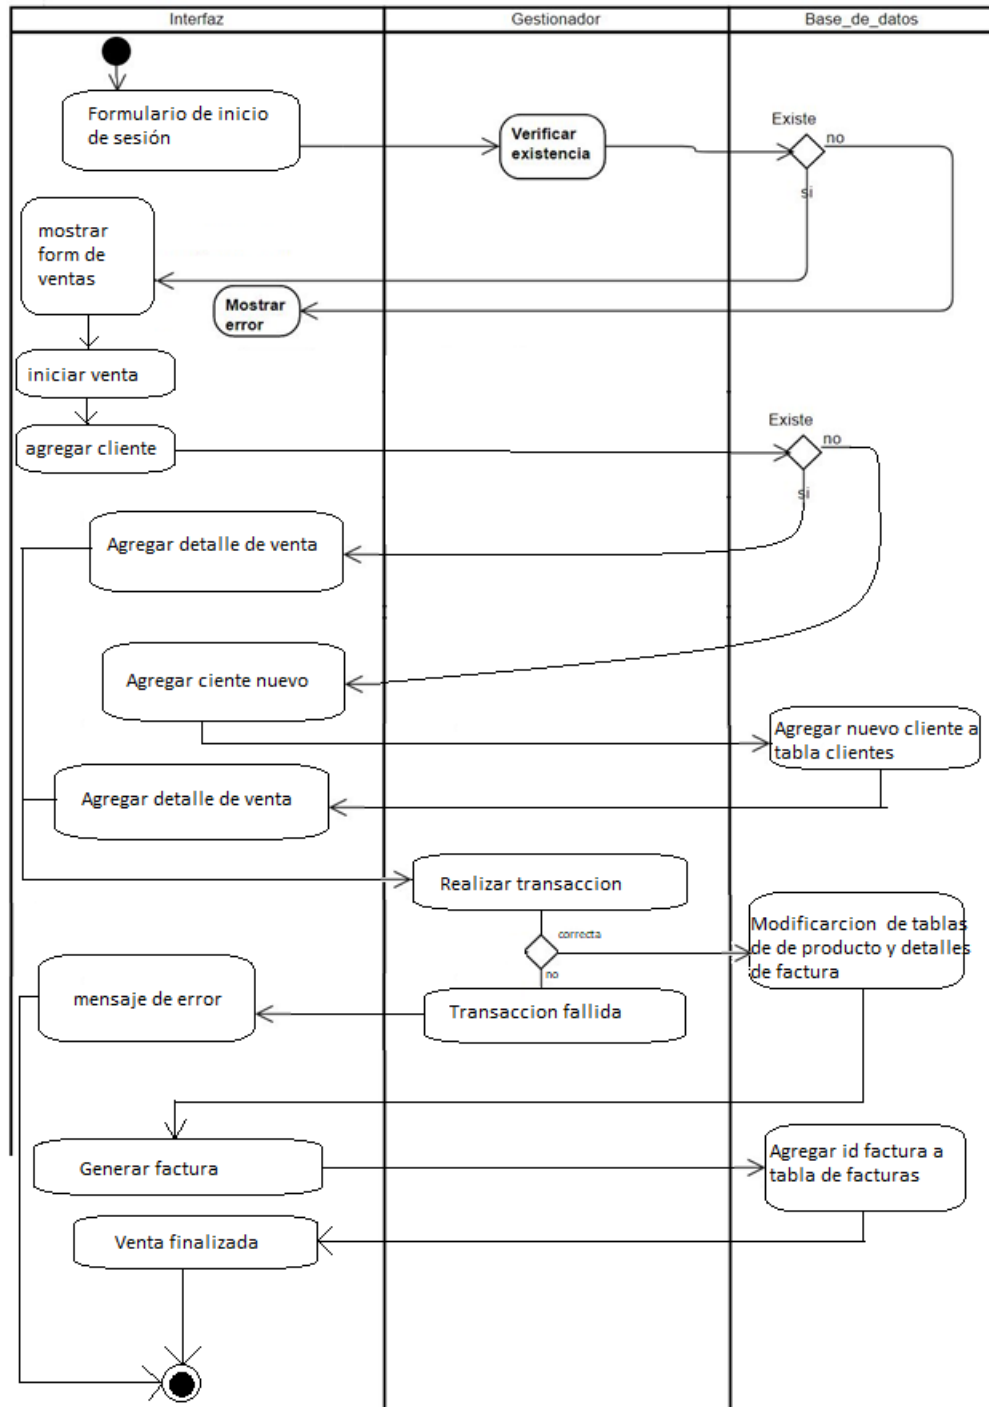 Interfaz
Gestionador
Base_de_datos
Formulario de inicio
de sesión
Verificar
existencia
Existe
no
si
mostrar
form de
ventas
Mostrar
error
iniciar venta
agregar cliente
Existe
no
si
Agregar detalle de venta
Agregar ciente nuevo
Agregar nuevo cliente a
tabla clientes
Agregar detalle de venta
Realizar transaccion
correcta
no
Modificarcion de tablas
de de producto y detalles
de factura
mensaje de error
Transaccion fallida
Generar factura
Agregar id factura a
tabla de facturas
Venta finalizada